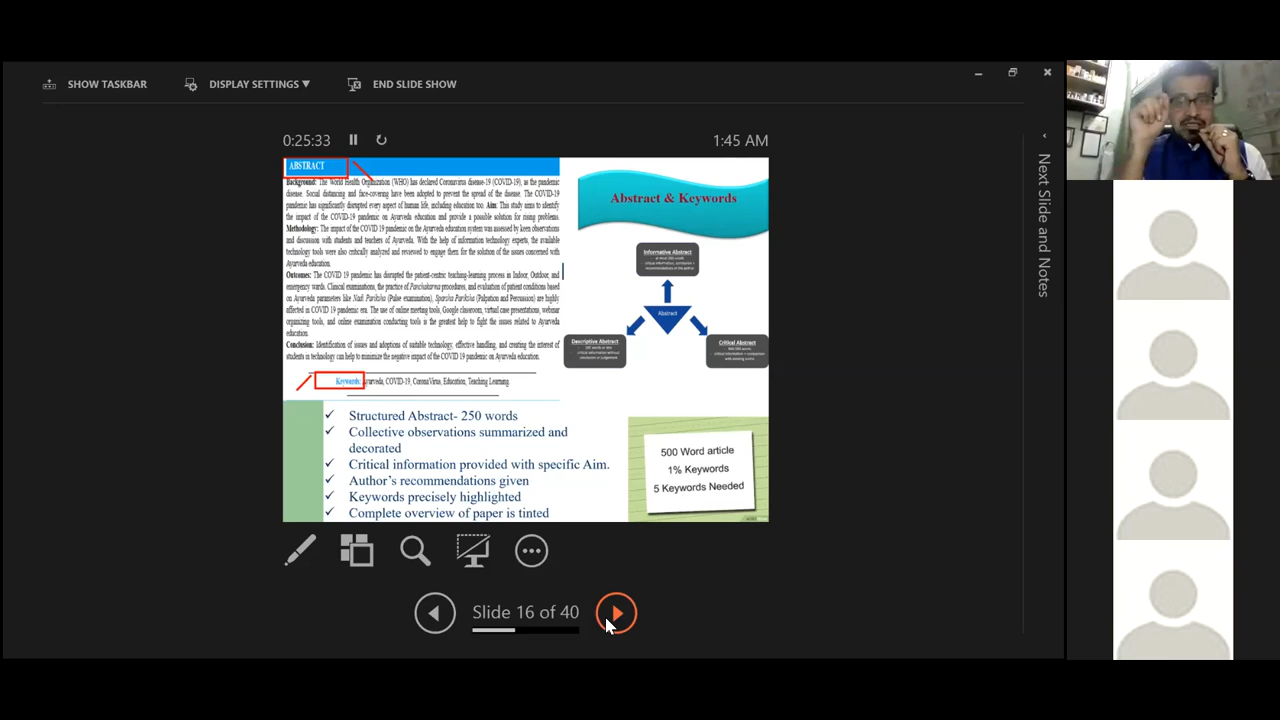 SHOW TASKBAR
DISPLAY SETTINGS ▼
END SLIDE SHOW
0:25:33
1:45 AM
ABSTRACT
Background: The World Health Organization (WHO) has declared Coronavirus disease-19 (COVID-19), as the pandemic
disease. Social distancing and face-covering have been adopted to prevent the spread of the disease. The COVID-19
pandemic has significantly disrupted every aspect of human life, including education too. Aim: This study aims to identify
the impact of the COVID-19 pandemic on Ayurveda education and provide a possible solution for rising problems.
Methodology: The impact of the COVID 19 pandemic on the Ayurveda education system was assessed by keen observations
and discussion with students and teachers of Ayurveda. With the help of information technology experts, the available
technology tools were also critically analyzed and reviewed to engage them for the solution of the issues concerned with
Ayurveda education.
Outcomes: The COVID 19 pandemic has disrupted the patient-centric teaching-learning process in Indoor, Outdoor, and
emergency wards. Clinical examinations, the practice of Panchakarma procedures, and evaluation of patient conditions based
on Ayurveda parameters like Nadi Pariksha (Pulse examination), Sparsha Pariksha (Palpation and Percussion) are highly
affected in COVID 19 pandemic era. The use of online meeting tools, Google classroom, virtual case presentations, webinar
organizing tools, and online examination conducting tools is the greatest help to fight the issues related to Ayurveda
education.
Conclusion: Identification of issues and adoptions of suitable technology, effective handling, and creating the interest of
students in technology can help to minimize the negative impact of the COVID 19 pandemic on Ayurveda education.
Keywords: Ayurveda, COVID-19, CoronaVirus, Education, Teaching Learning.
Abstract & Keywords
Informative Abstract
Abstract
Descriptive Abstract
Critical Abstract
✓ Structured Abstract- 250 words
✓ Collective observations summarized and
decorated
✓ Critical information provided with specific Aim.
✓ Author's recommendations given
✓ Keywords precisely highlighted
✓ Complete overview of paper is tinted
500 Word article
1% Keywords
5 Keywords Needed
Slide 16 of 40
Next Slide and Notes